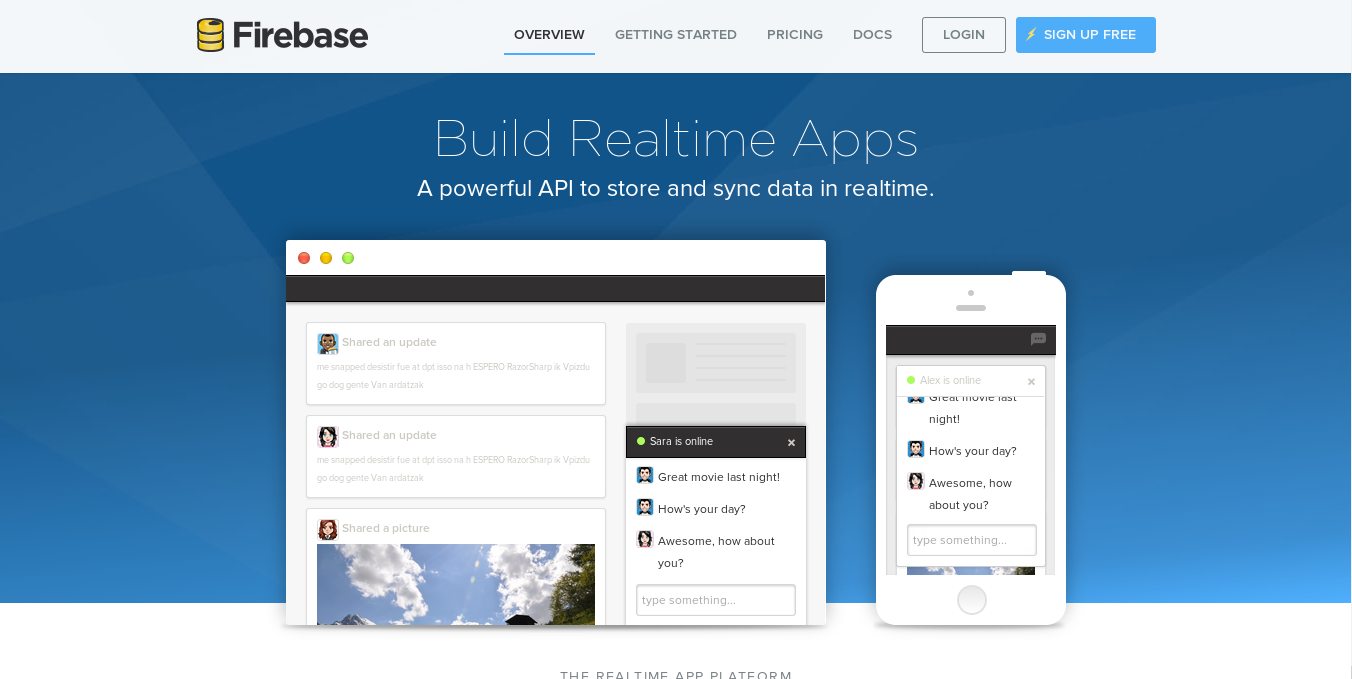 Firebase
OVERVIEW
GETTING STARTED
PRICING
DOCS
LOGIN
SIGN UP FREE
Build Realtime Apps
A powerful API to store and sync data in realtime.
Shared an update
me snapped desistir fue at dpt isso na h ESPERO RazorSharp ik Vpizdu
go dog gente Van ardatzak
Shared an update
me snapped desistir fue at dpt isso na h ESPERO RazorSharp ik Vpizdu
go dog gente Van ardatzak
Shared a picture
Sara is online
×
Great movie last night!
How's your day?
Awesome, how about
you?
type something...
Alex is online
×
Great movie last
night!
How's your day?
Awesome, how
about you?
type something...
THE REALTIME APP PLATFORM